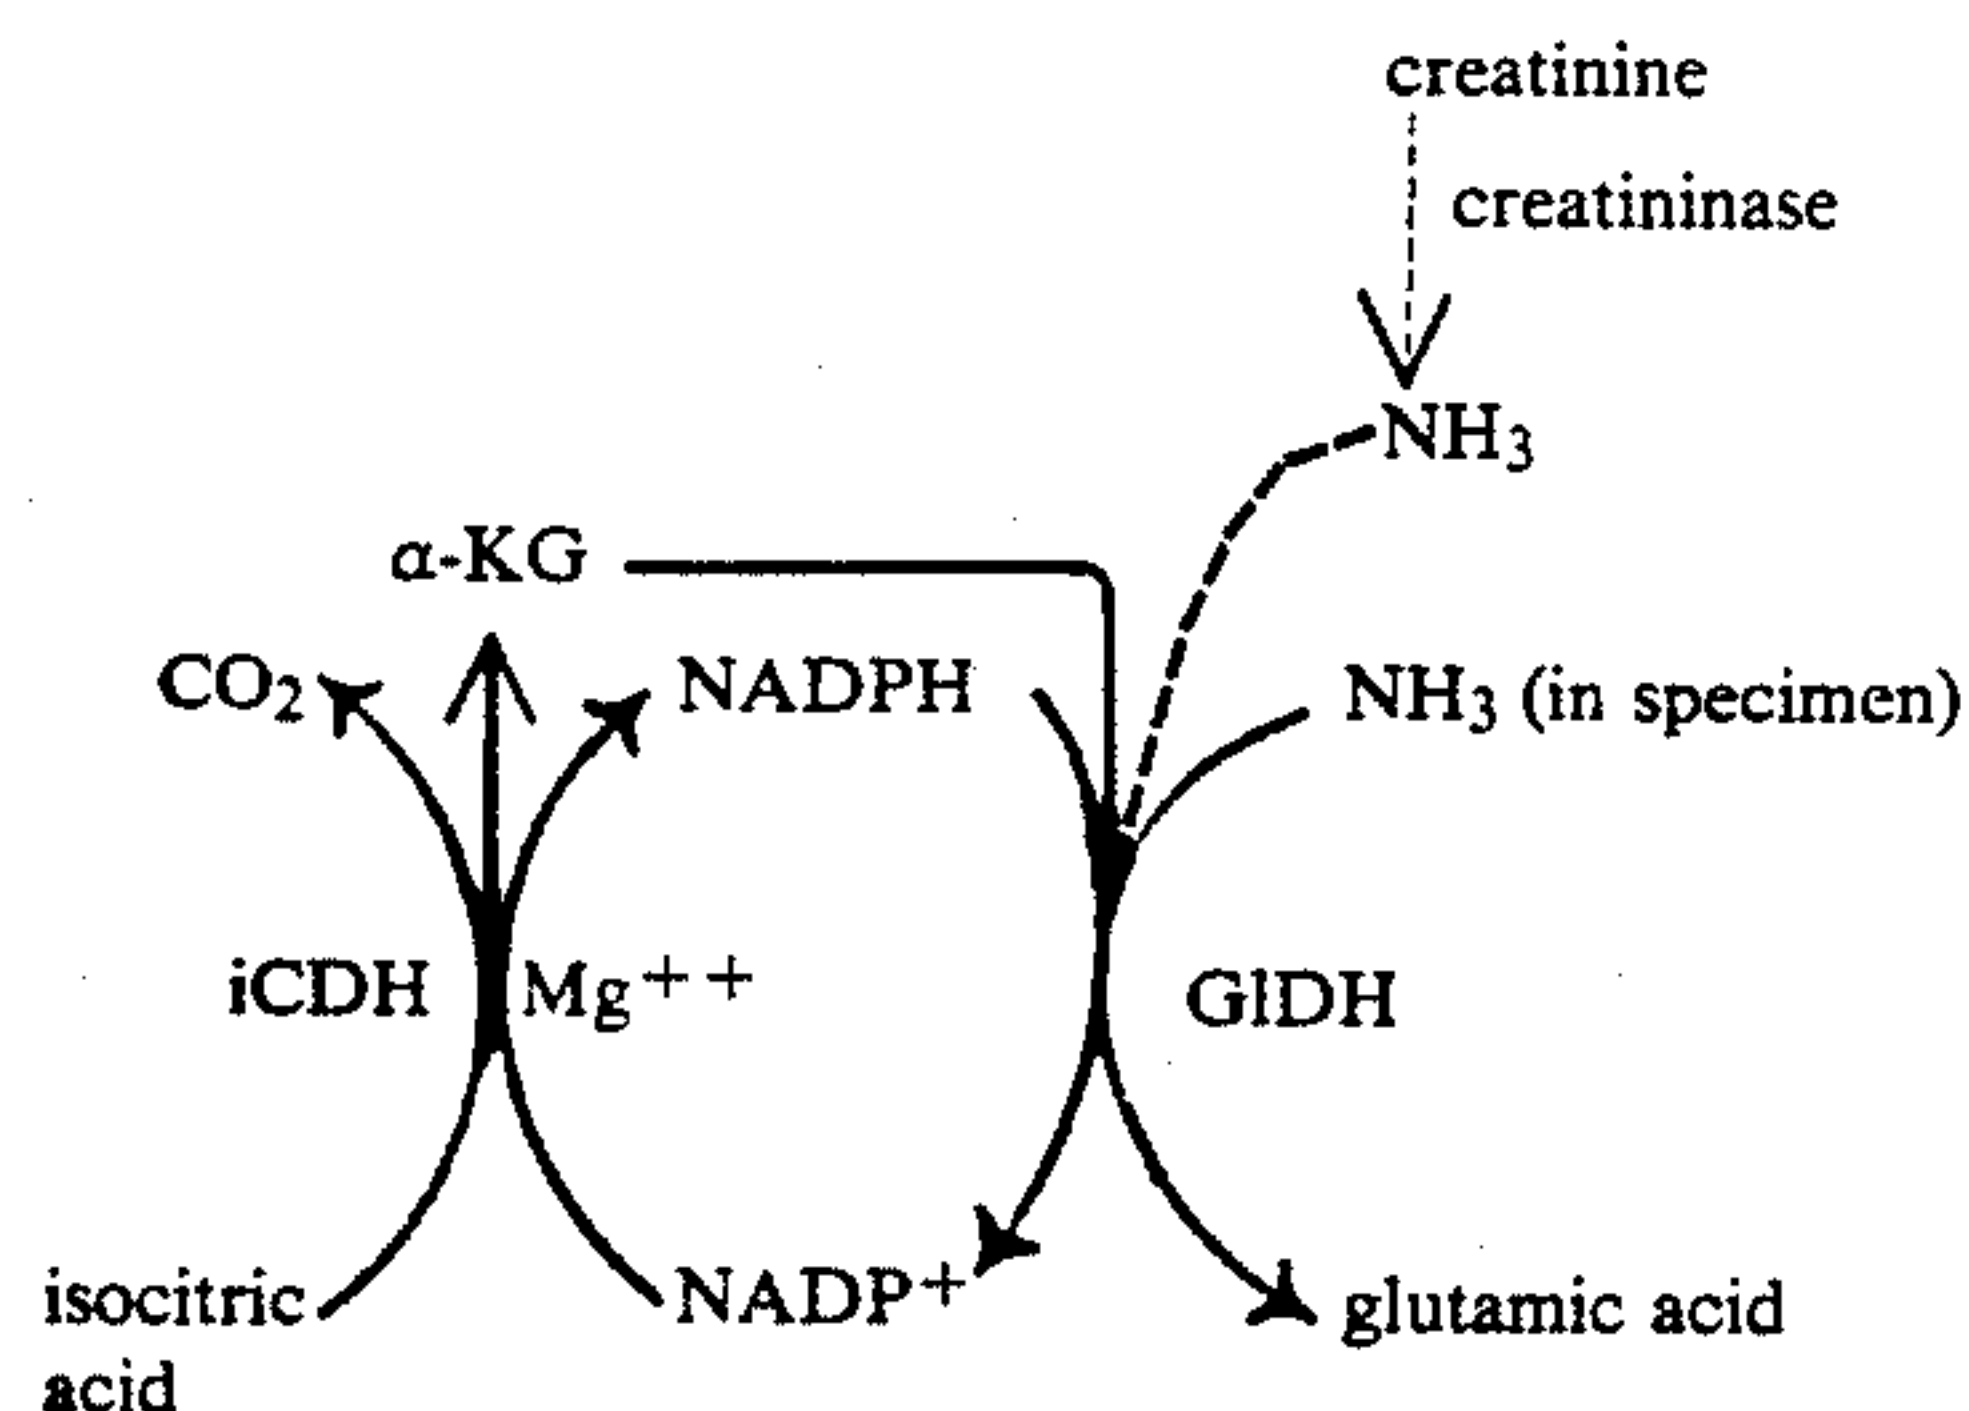 creatinine
creatininase
NH3
α-KG
CO2
NADPH
NH3 (in specimen)
iCDH
Mg++
GlDH
isocitric
acid
NADP+
glutamic acid